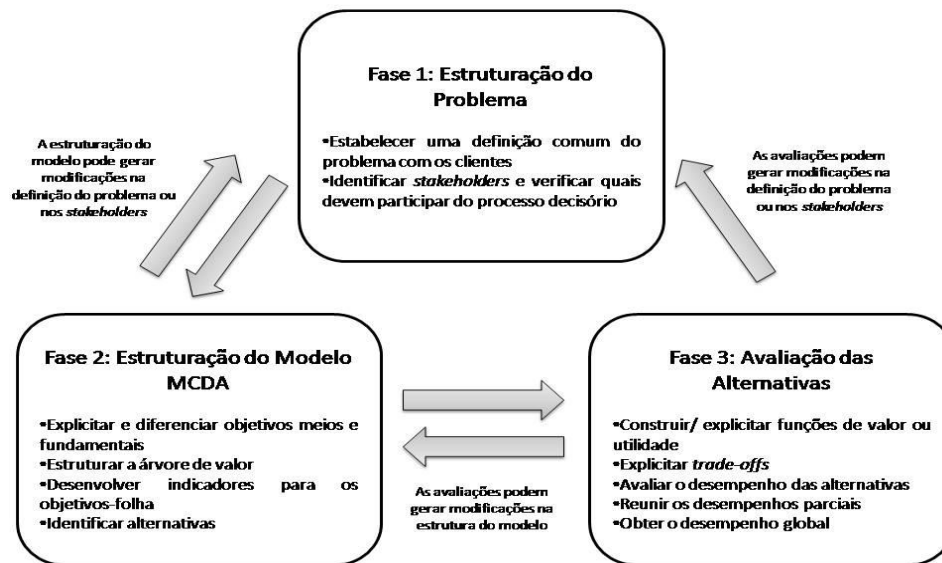 Fase 1: Estruturação do
Problema
•Estabelecer uma definição comum do
problema com os clientes
•Identificar stakeholders e verificar quais
devem participar do processo decisório
A estruturação do
modelo pode gerar
modificações na
definição do problema ou
nos stakeholders
As avaliações podem
gerar modificações na
definição do problema
ou nos stakeholders
Fase 2: Estruturação do Modelo
MCDA
•Explicitar e diferenciar objetivos meios e
fundamentais
•Estruturar a árvore de valor
•Desenvolver indicadores para os
objetivos-folha
•Identificar alternativas
As avaliações podem
gerar modificações na
estrutura do modelo
Fase 3: Avaliação das
Alternativas
•Construir/ explicitar funções de valor ou
utilidade
•Explicitar trade-offs
•Avaliar o desempenho das alternativas
•Reunir os desempenhos parciais
•Obter o desempenho global